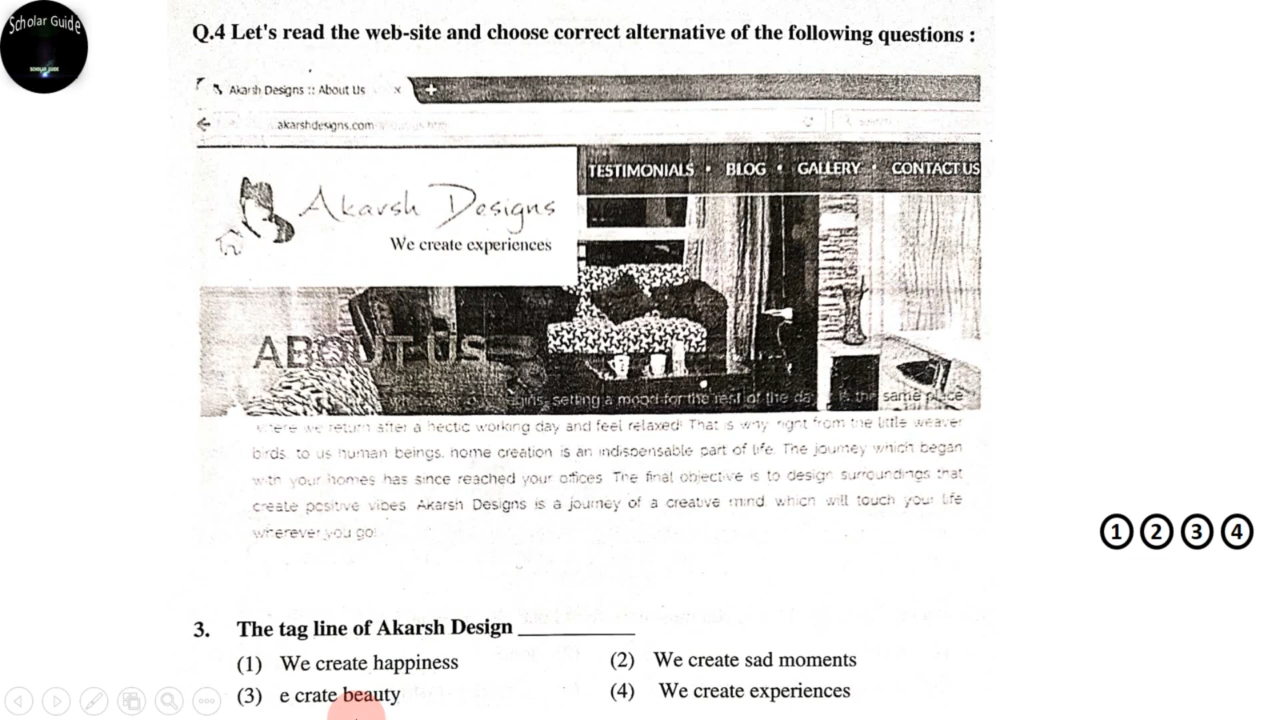 Scholar Guide
SCHOLAR GUIDE
Q.4 Let's read the web-site and choose correct alternative of the following questions :
Akarsh Designs :: About Us x +
akarshdesigns.com
TESTIMONIALS • BLOG • GALLERY • CONTACT US
Akarsh Designs
We create experiences
ABOUT US
setting a mood for the rest of the day is the same place
where we return after a hectic working day and feel relaxed! That is why right from the little weaver
birds, to us human beings, home creation is an indispensable part of life. The journey which began
with your homes has since reached your offices. The final objective is to design surroundings that
create positive vibes. Akarsh Designs is a journey of a creative mind, which will touch your life
wherever you go!
1 2 3 4
3. The tag line of Akarsh Design __________
(1) We create happiness
(2) We create sad moments
(3) e crate beauty
(4) We create experiences